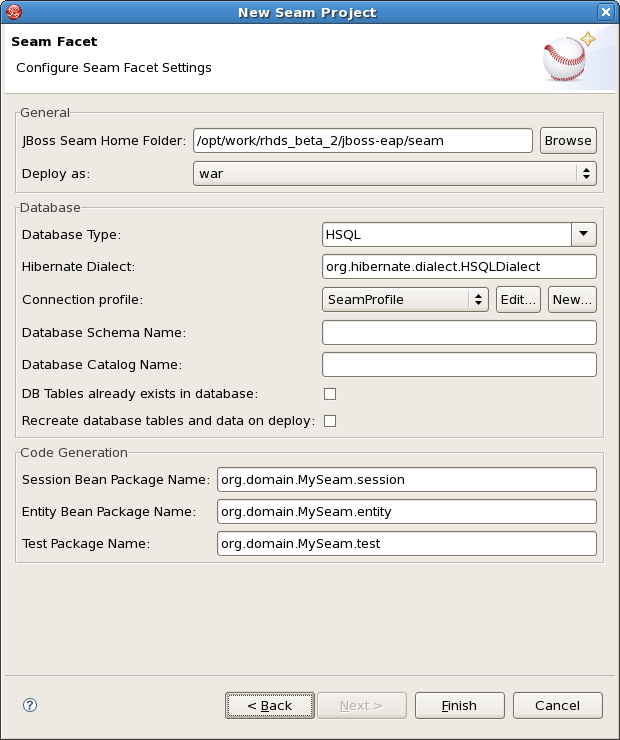 New Seam Project
Seam Facet
Configure Seam Facet Settings
General
JBoss Seam Home Folder: /opt/work/rhds_beta_2/jboss-eap/seam Browse
Deploy as: war
Database
Database Type: HSQL
Hibernate Dialect: org.hibernate.dialect.HSQLDialect
Connection profile: SeamProfile Edit... New...
Database Schema Name:
Database Catalog Name:
DB Tables already exists in database:
Recreate database tables and data on deploy:
Code Generation
Session Bean Package Name: org.domain.MySeam.session
Entity Bean Package Name: org.domain.MySeam.entity
Test Package Name: org.domain.MySeam.test
? < Back Next > Finish Cancel